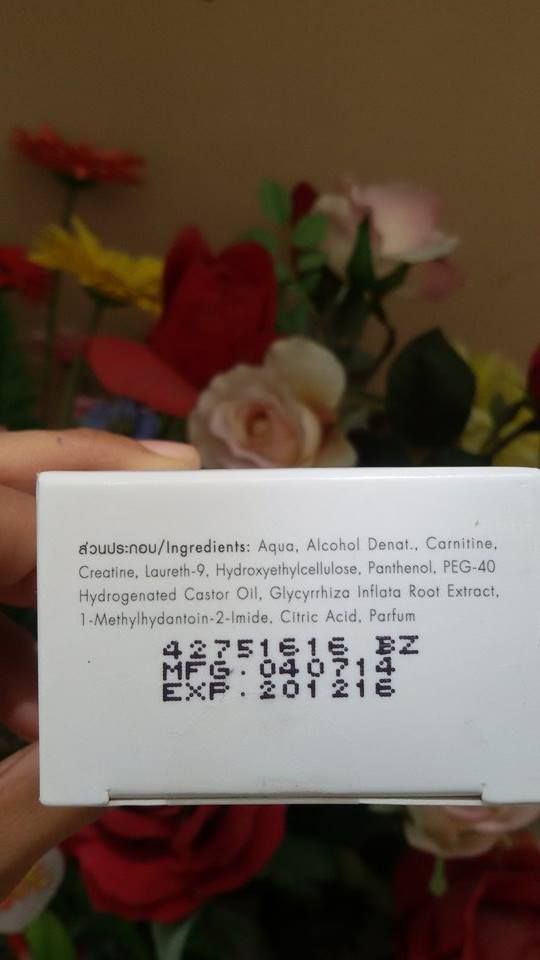 ส่วนประกอบ/Ingredients: Aqua, Alcohol Denat., Carnitine,
Creatine, Laureth-9, Hydroxyethylcellulose, Panthenol, PEG-40
Hydrogenated Castor Oil, Glycyrrhiza Inflata Root Extract,
1-Methylhydantoin-2-Imide, Citric Acid, Parfum
42751616 BZ
MFG.040714
EXP.201216